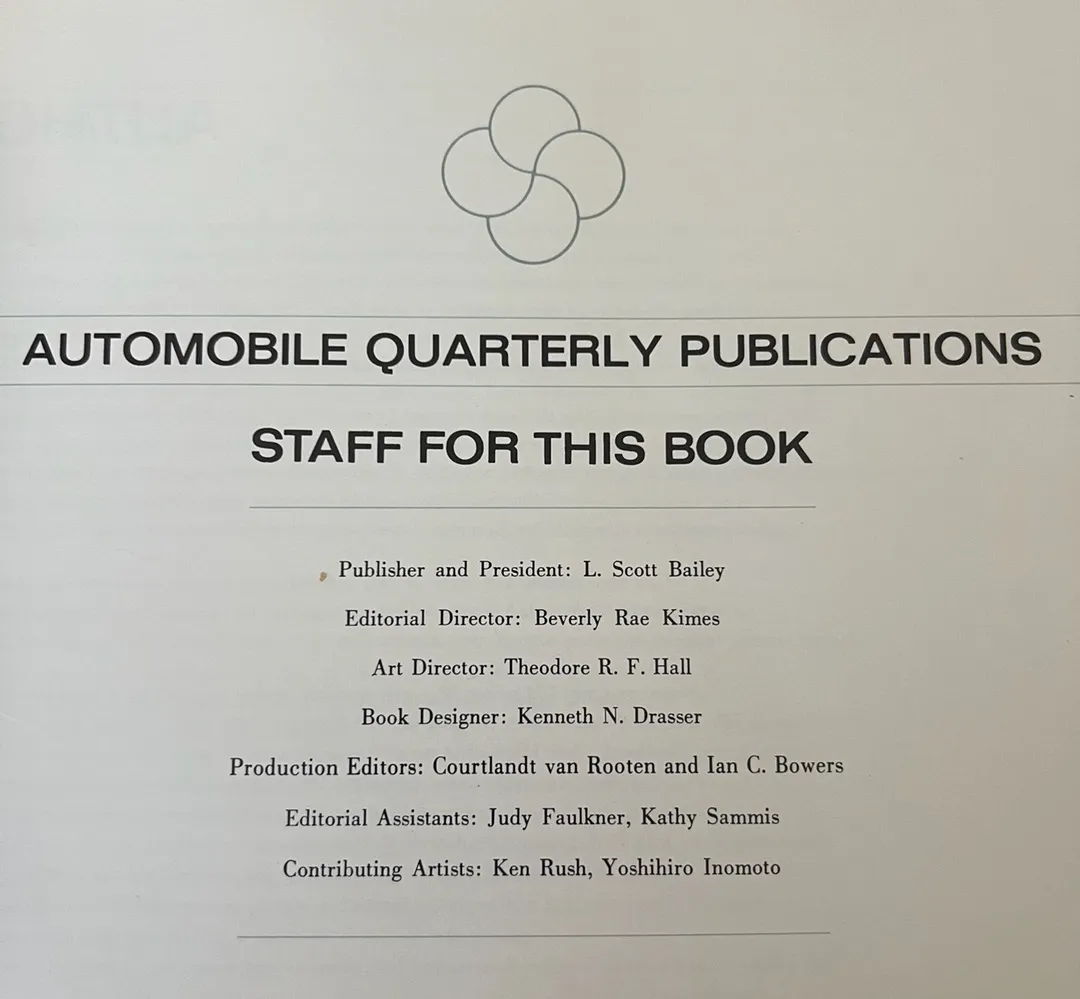 AUTOMOBILE QUARTERLY PUBLICATIONS
STAFF FOR THIS BOOK
Publisher and President: L. Scott Bailey
Editorial Director: Beverly Rae Kimes
Art Director: Theodore R. F. Hall
Book Designer: Kenneth N. Drasser
Production Editors: Courtlandt van Rooten and Ian C. Bowers
Editorial Assistants: Judy Faulkner, Kathy Sammis
Contributing Artists: Ken Rush, Yoshihiro Inomoto